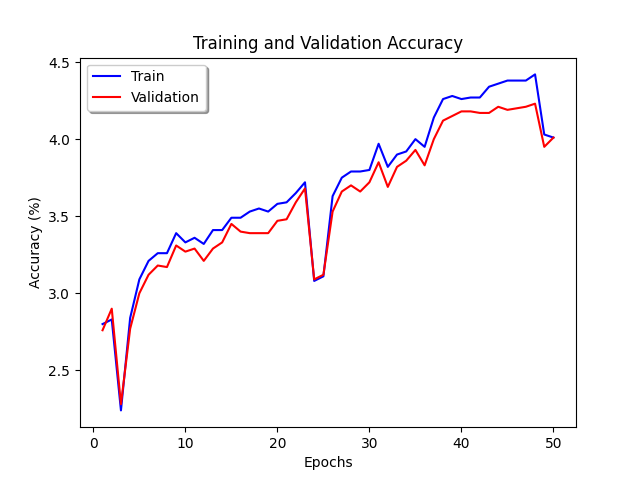 Training and Validation Accuracy
Train
Validation
4.5
4.0
3.5
3.0
2.5
Accuracy (%)
0 10 20 30 40 50
Epochs